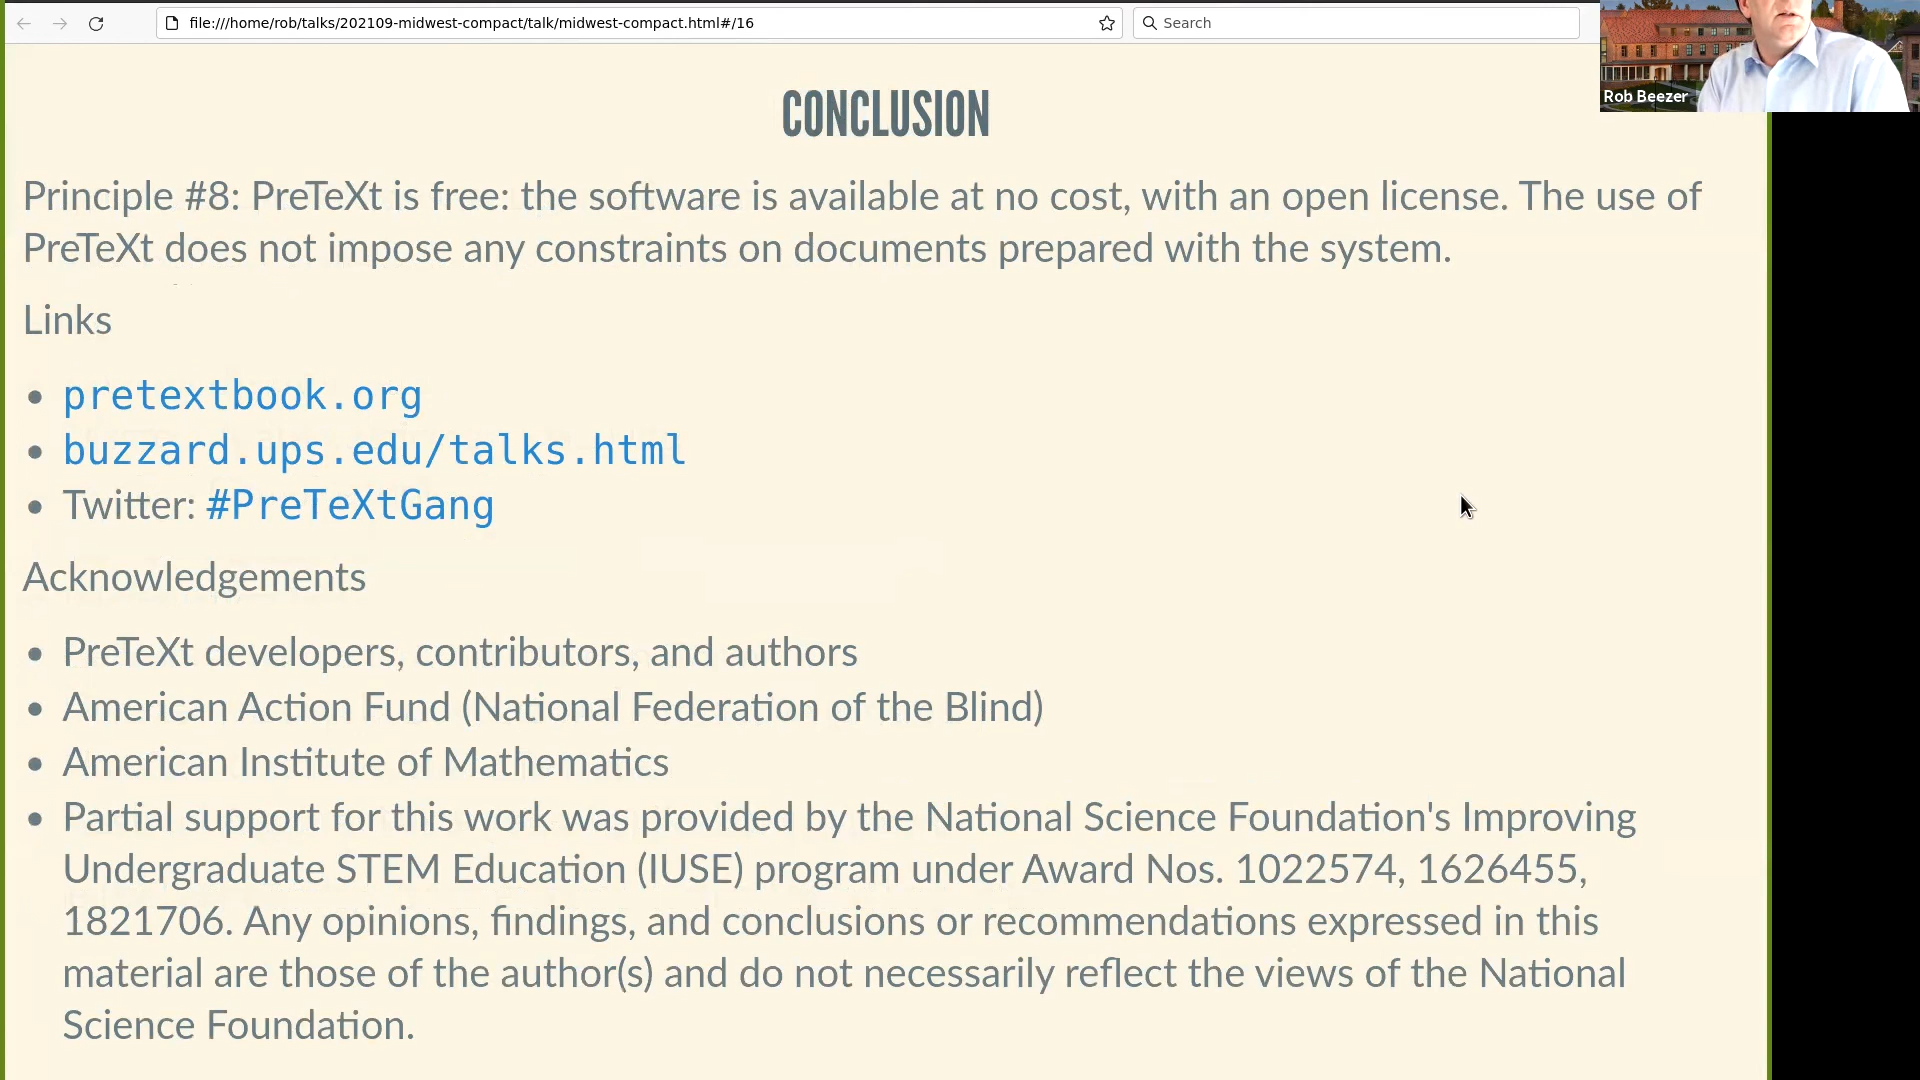 file:///home/rob/talks/202109-midwest-compact/talk/midwest-compact.html#/16
Search
Rob Beezer
CONCLUSION
Principle #8: PreTeXt is free: the software is available at no cost, with an open license. The use of
PreTeXt does not impose any constraints on documents prepared with the system.
Links
• pretextbook.org
• buzzard.ups.edu/talks.html
• Twitter: #PreTeXtGang
Acknowledgements
• PreTeXt developers, contributors, and authors
• American Action Fund (National Federation of the Blind)
• American Institute of Mathematics
• Partial support for this work was provided by the National Science Foundation's Improving
Undergraduate STEM Education (IUSE) program under Award Nos. 1022574, 1626455,
1821706. Any opinions, findings, and conclusions or recommendations expressed in this
material are those of the author(s) and do not necessarily reflect the views of the National
Science Foundation.